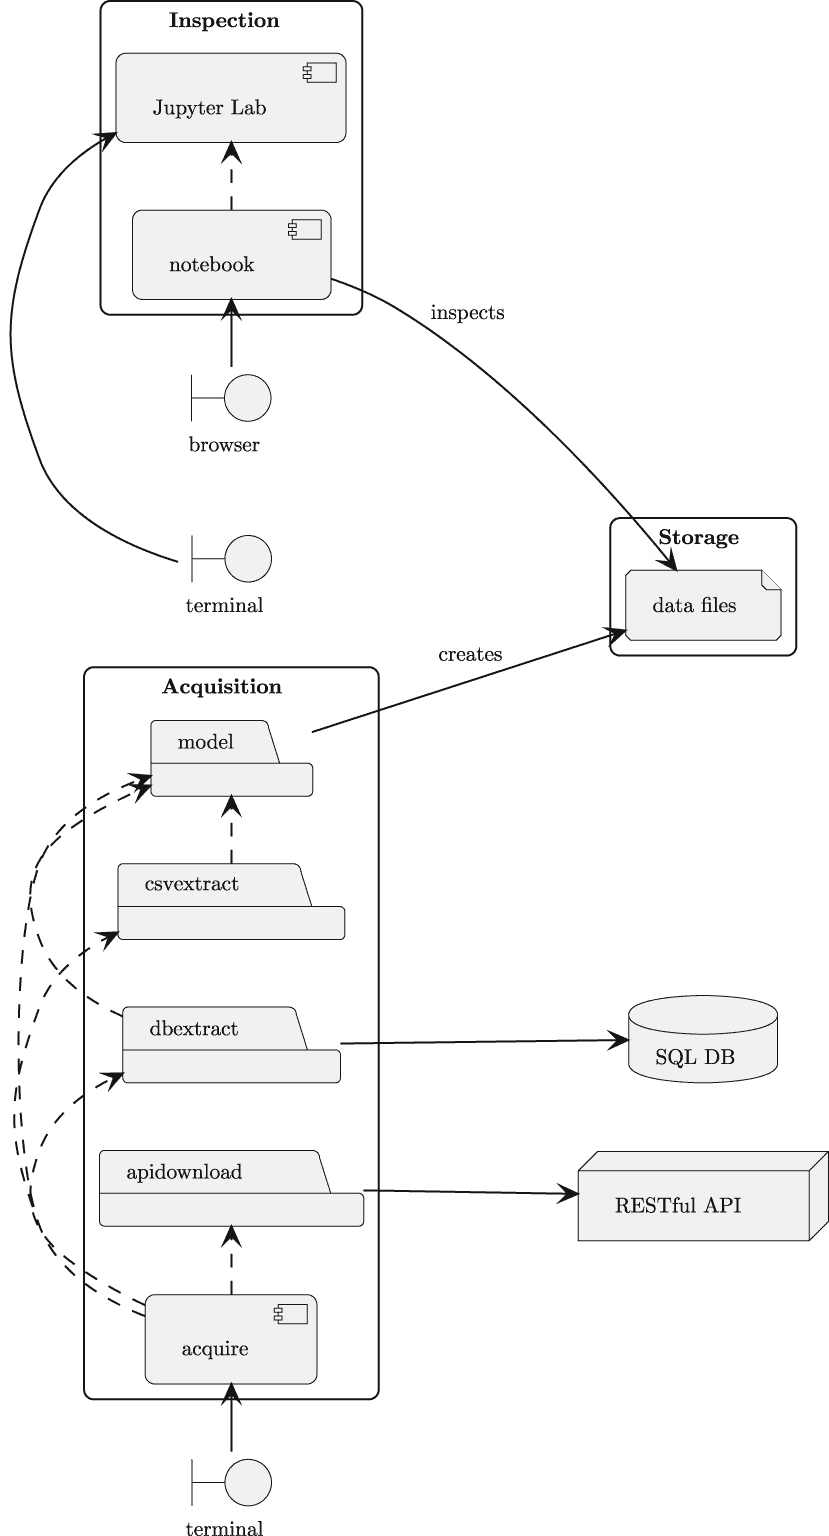 Inspection
Jupyter Lab
notebook
inspects
browser
Storage
data files
terminal
creates
Acquisition
model
csvextract
dbextract
SQL DB
apidownload
RESTful API
acquire
terminal